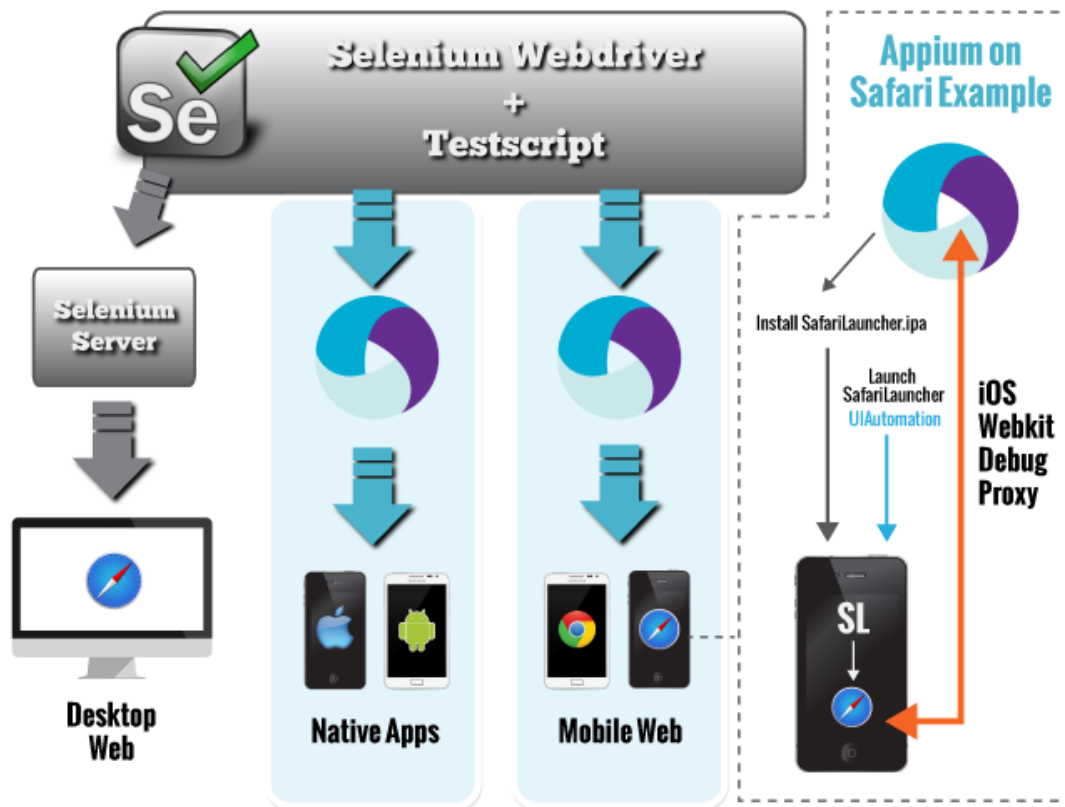 Se
Selenium Webdriver
+
Testscript
Selenium
Server
Desktop
Web
Native Apps
Mobile Web
Appium on
Safari Example
Install SafariLauncher.ipa
Launch
SafariLauncher
UIAutomation
iOS
Webkit
Debug
Proxy
SL